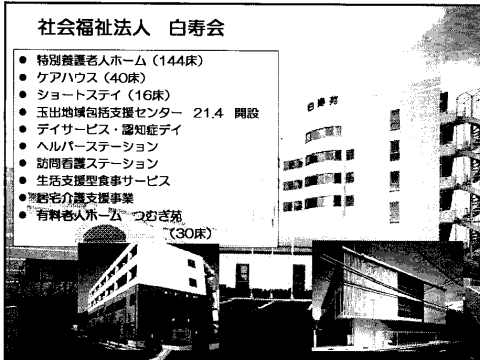 社会福祉法人　白寿会
● 特別養護老人ホーム（144床）
● ケアハウス（40床）
● ショートステイ（16床）
● 玉出地域包括支援センター　21.4　開設
● デイサービス・認知症デイ
● ヘルパーステーション
● 訪問看護ステーション
● 生活支援型食事サービス
● 居宅介護支援事業
● 有料老人ホーム　つむぎ苑
（30床）
白寿苑